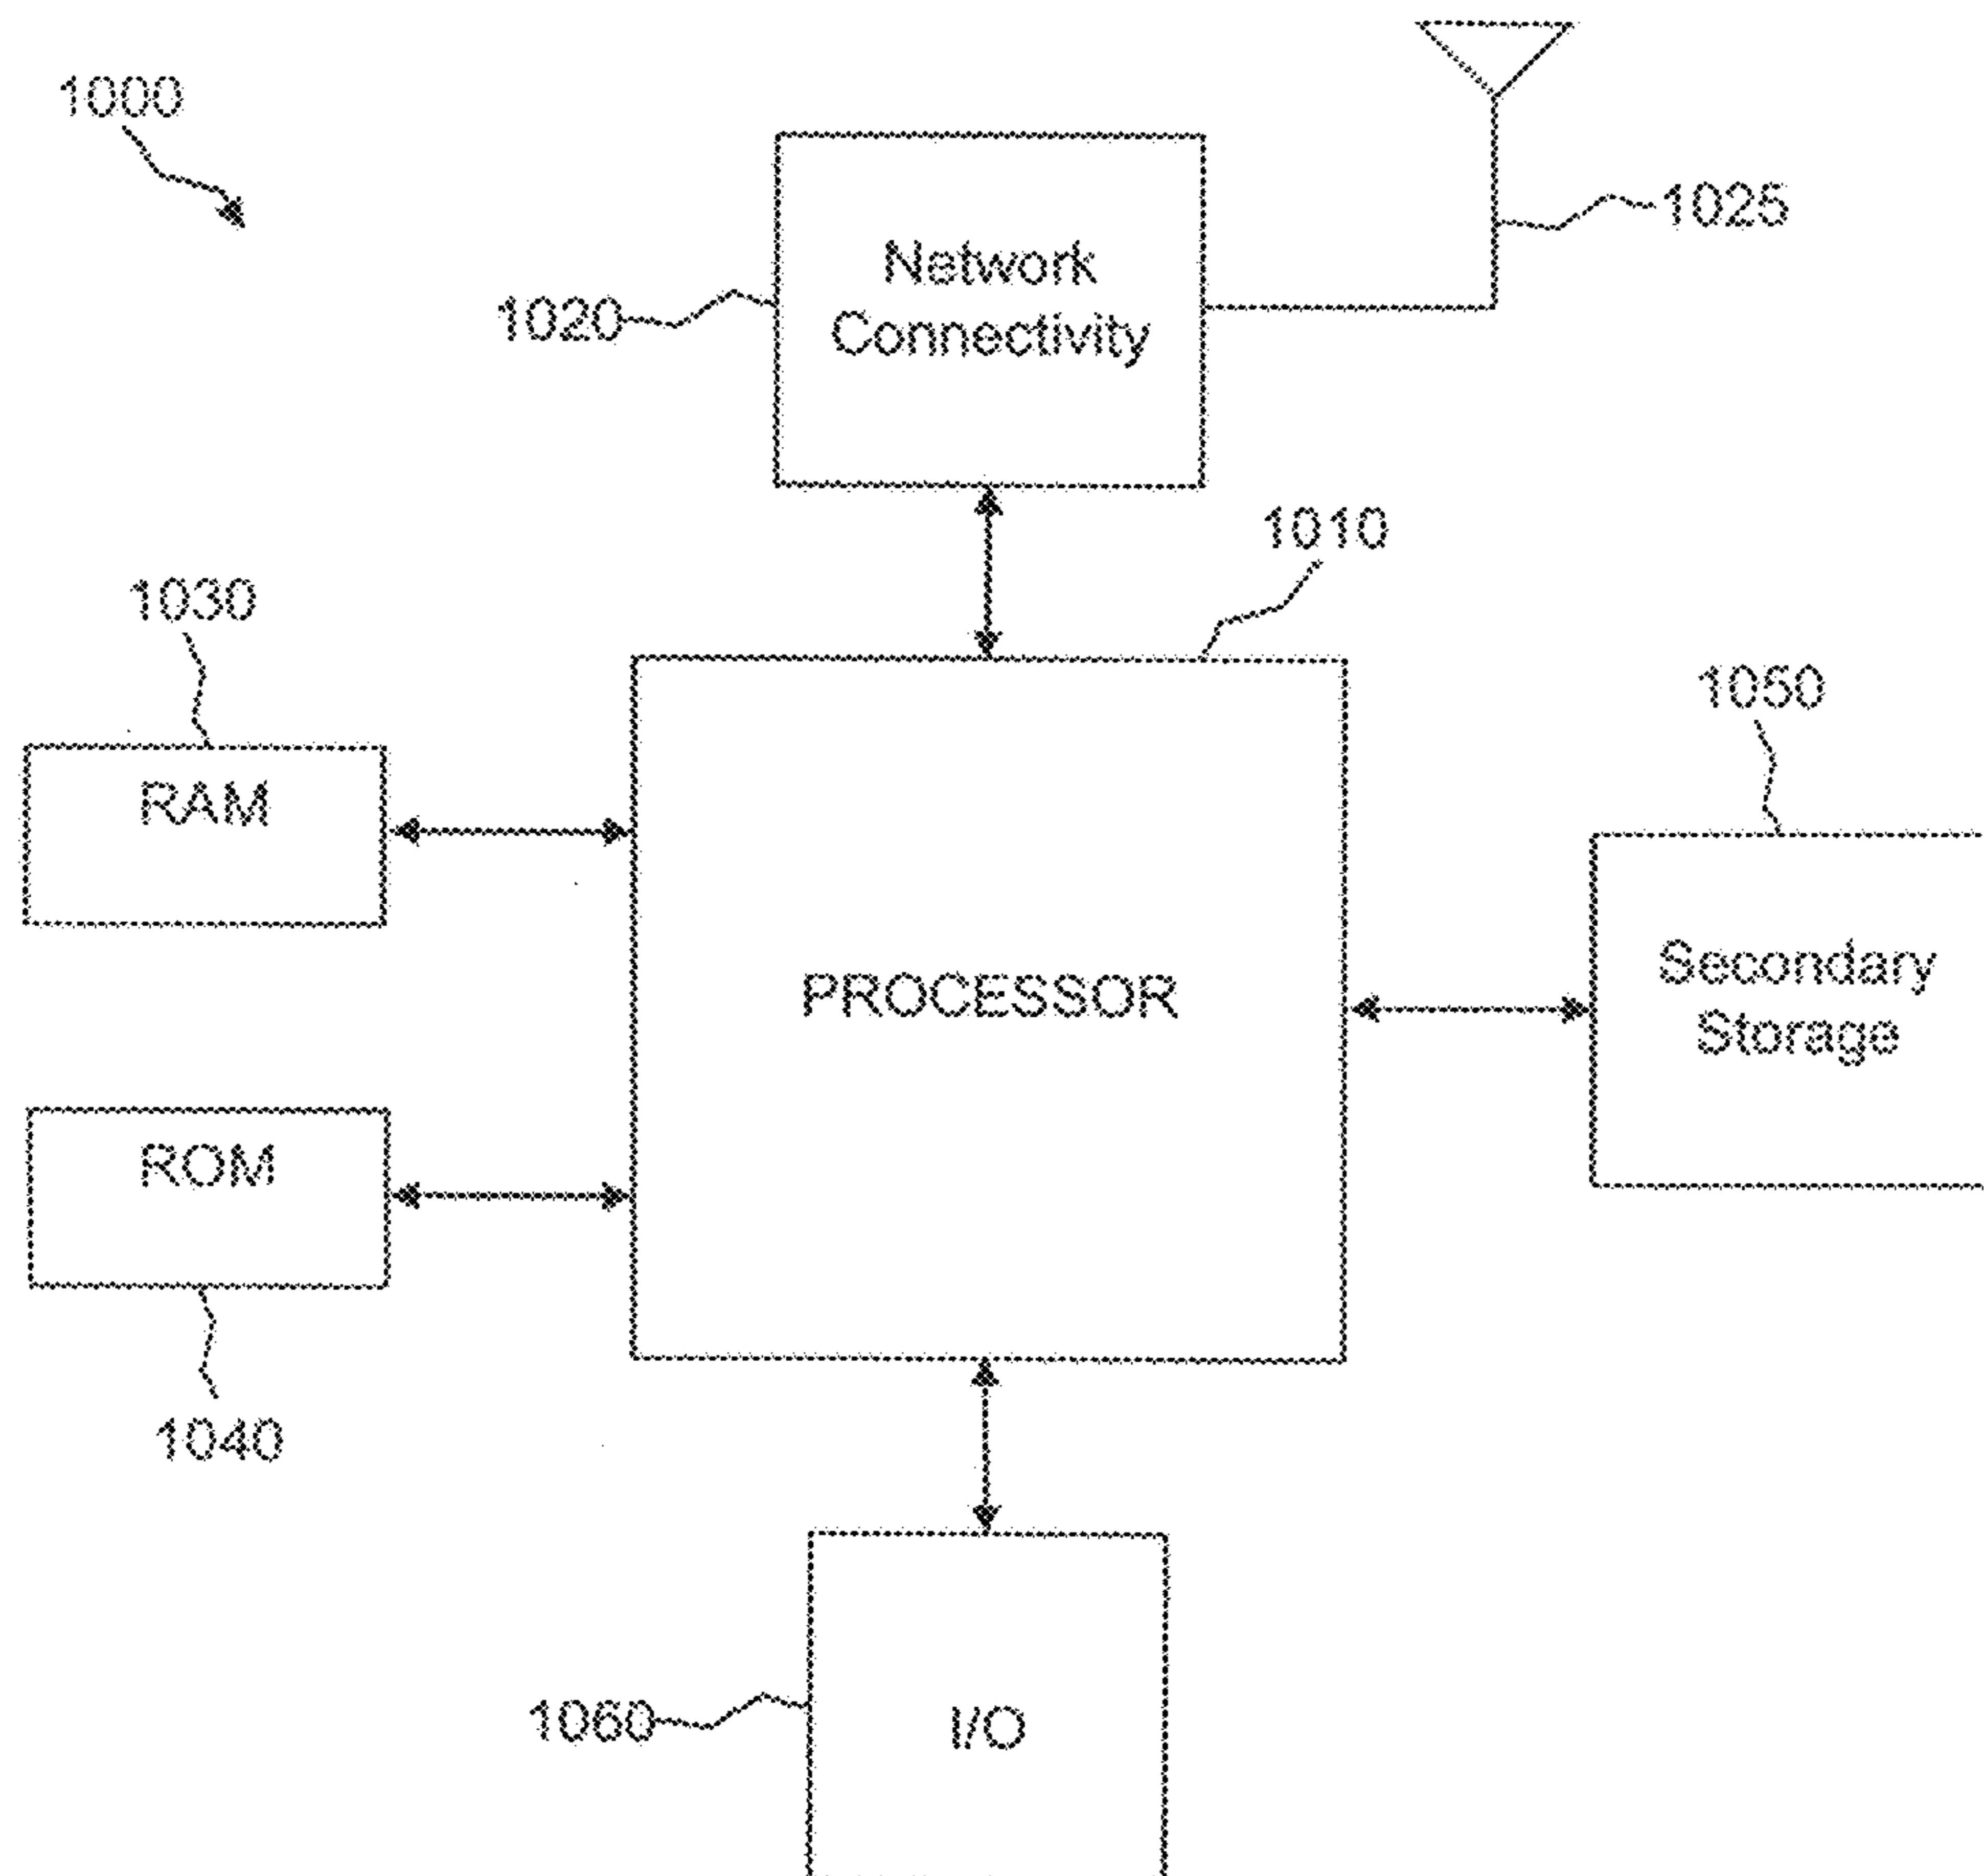 1000
1025
Network
Connectivity
1020
1010
1030
1050
RAM
Secondary
Storage
PROCESSOR
ROM
1040
1060
I/O